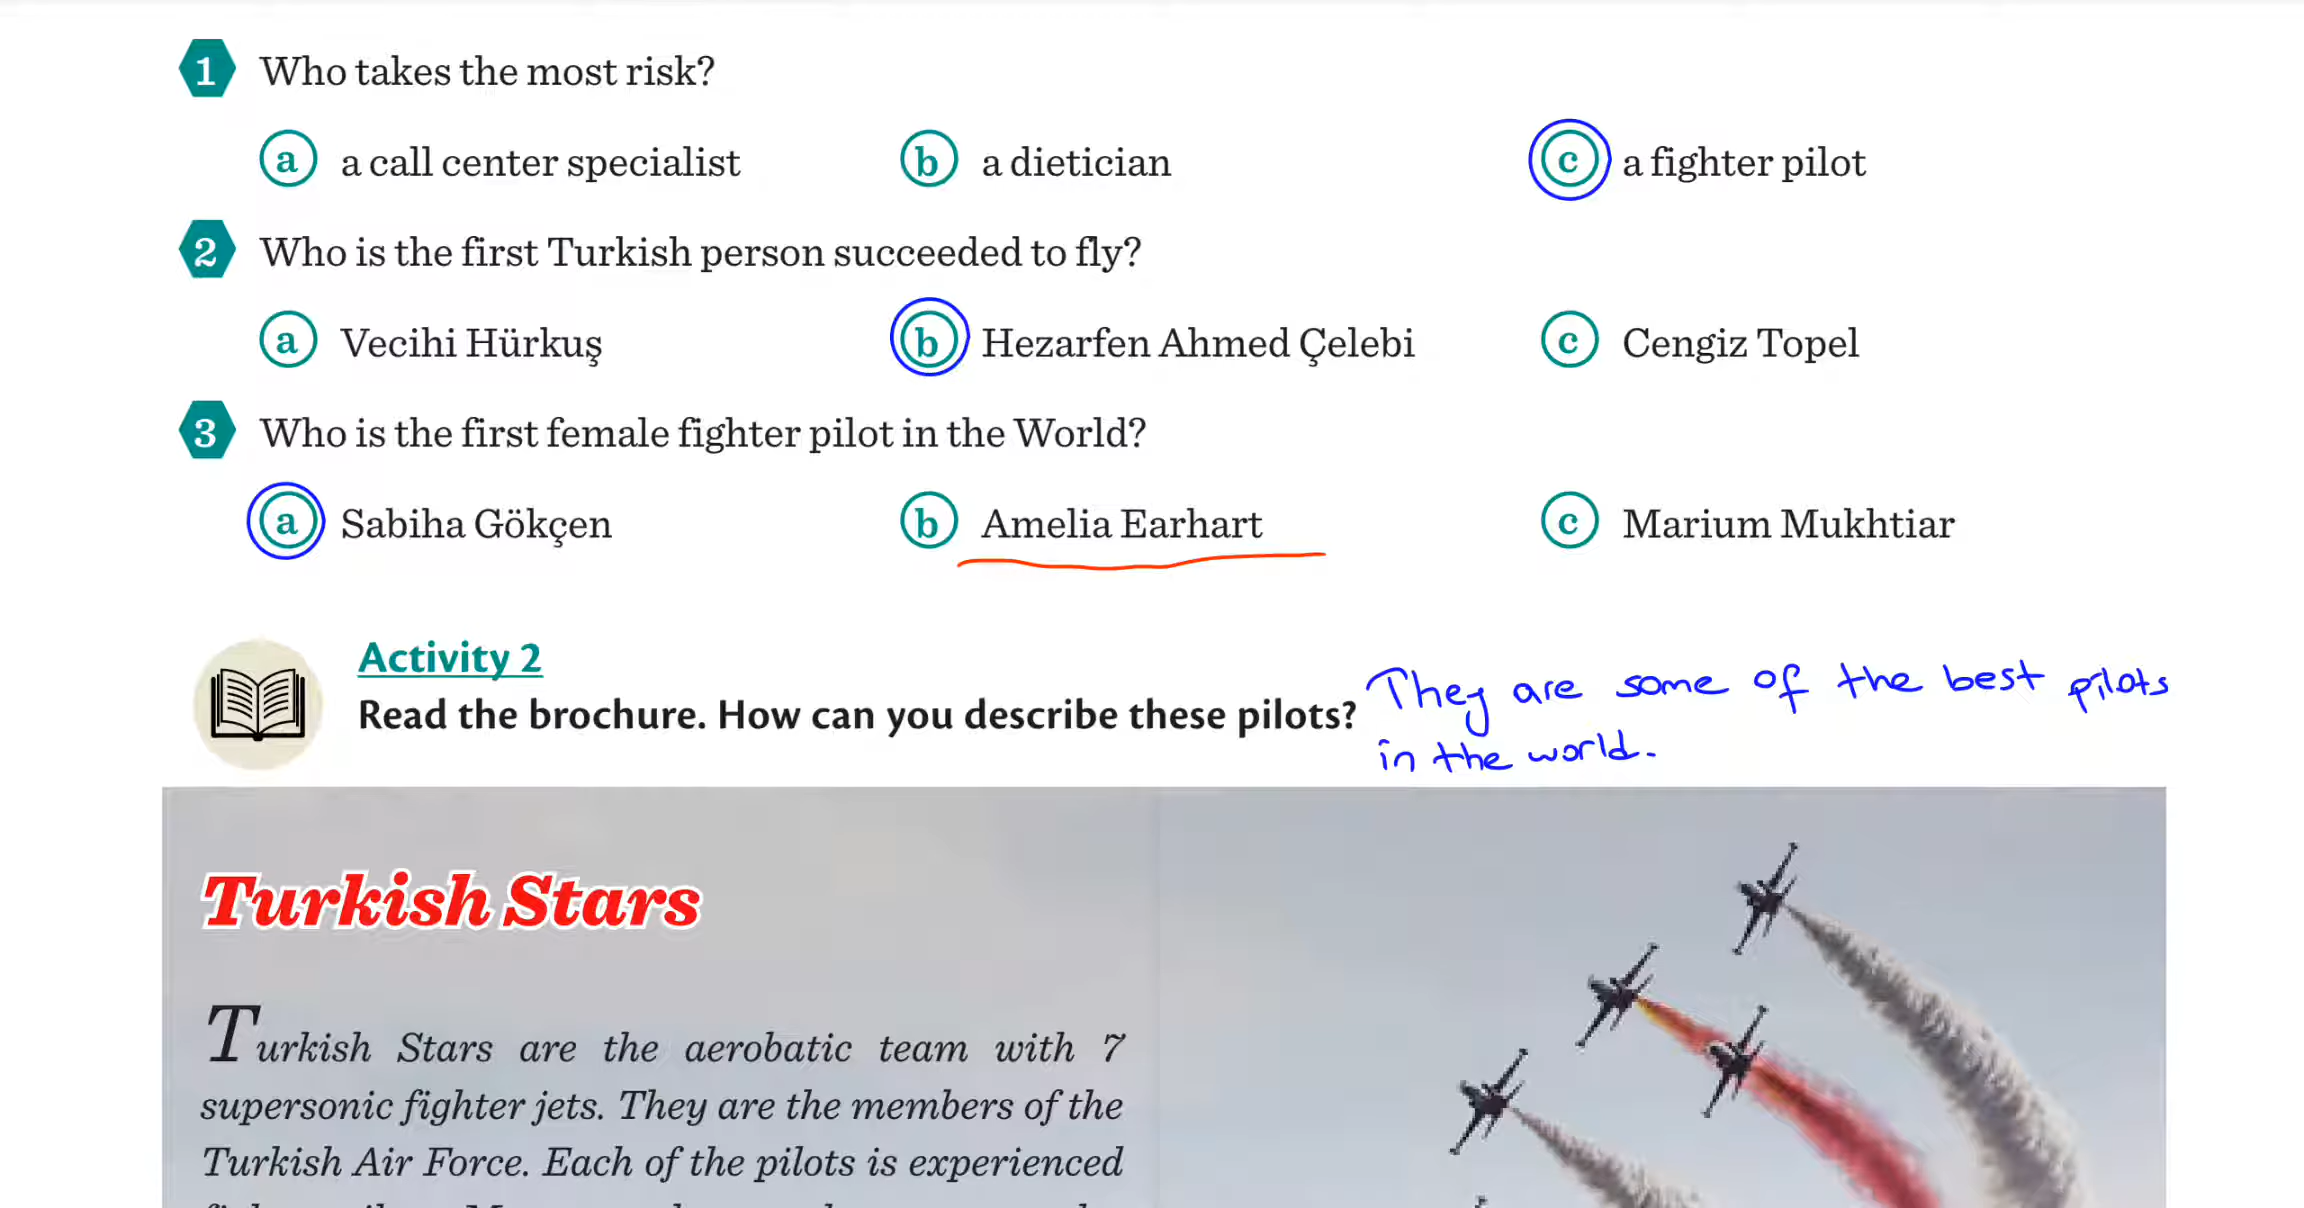 1 Who takes the most risk?
a a call center specialist b a dietician c a fighter pilot
2 Who is the first Turkish person succeeded to fly?
a Vecihi Hürkuş b Hezarfen Ahmed Çelebi c Cengiz Topel
3 Who is the first female fighter pilot in the World?
a Sabiha Gökçen b Amelia Earhart c Marium Mukhtiar
Activity 2
Read the brochure. How can you describe these pilots? They are some of the best pilots
in the world.
Turkish Stars
Turkish Stars are the aerobatic team with 7
supersonic fighter jets. They are the members of the
Turkish Air Force. Each of the pilots is experienced